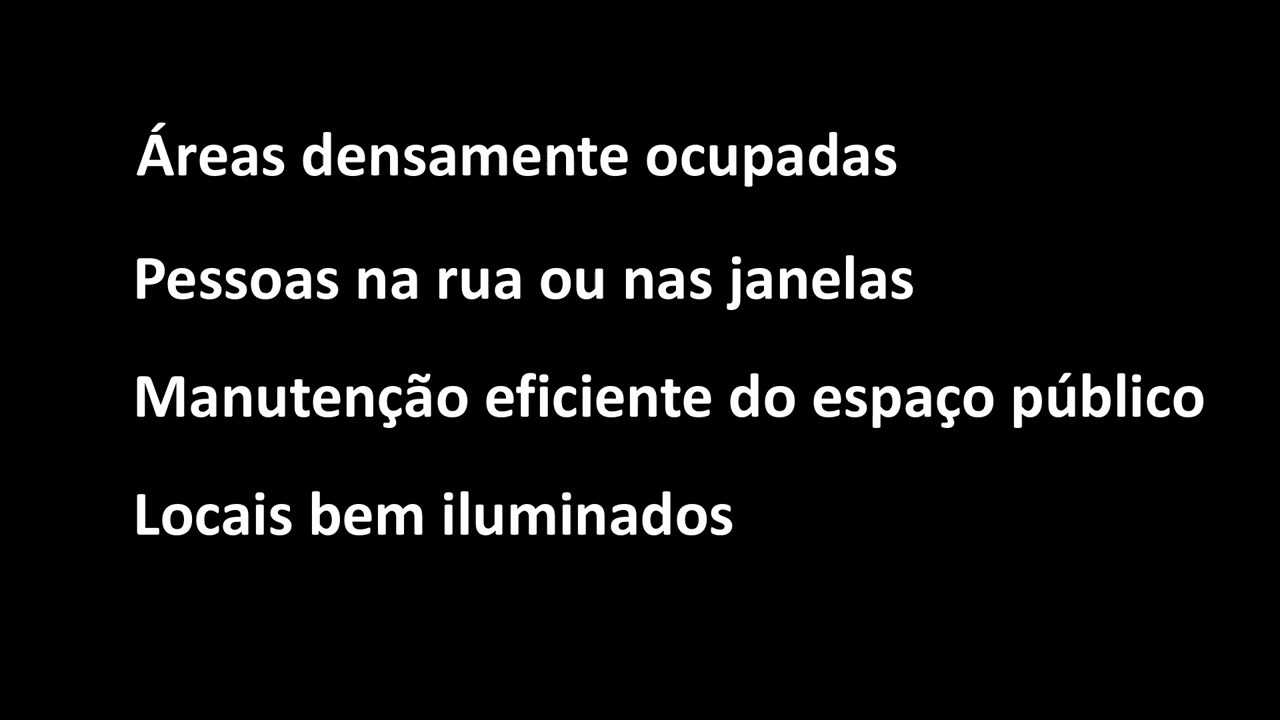 Áreas densamente ocupadas
Pessoas na rua ou nas janelas
Manutenção eficiente do espaço público
Locais bem iluminados